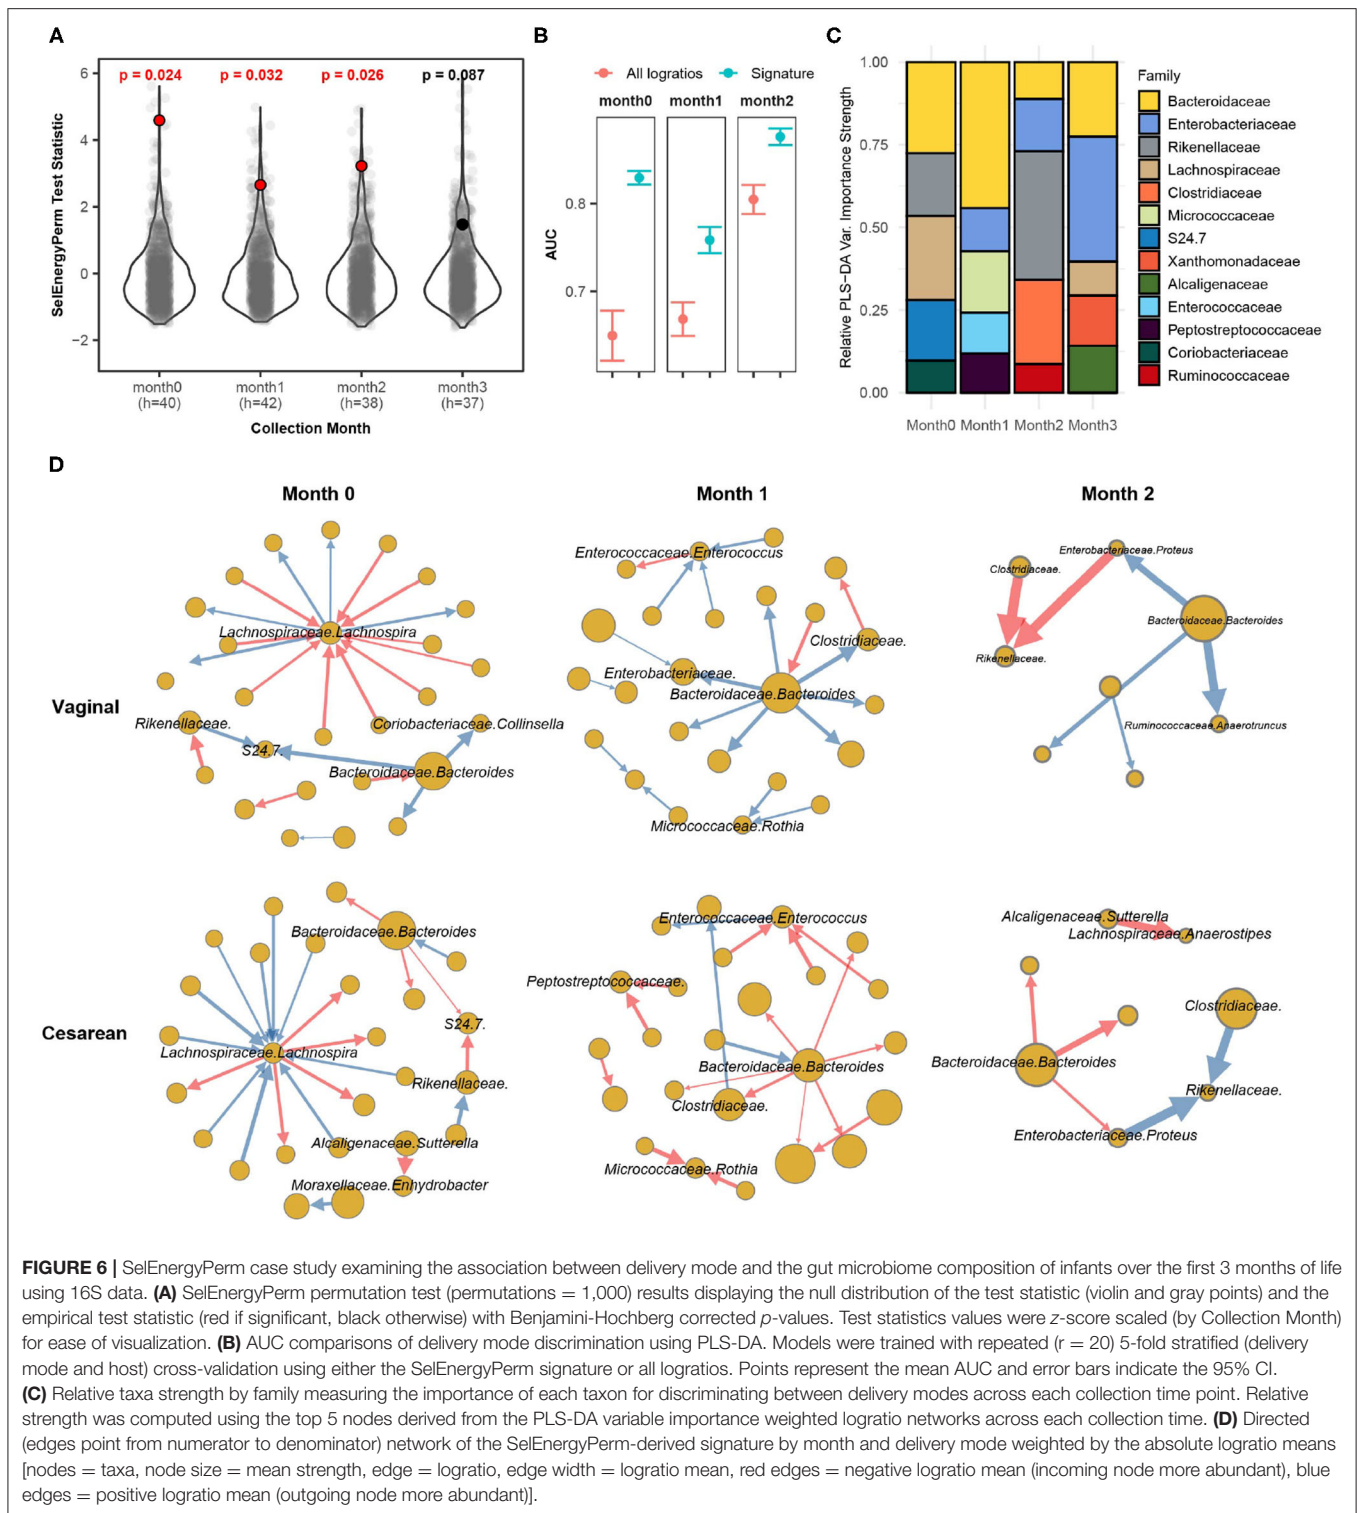 A
B
C
6
4
2
0
−2
SelEnergyPerm Test Statistic
p = 0.024
p = 0.032
p = 0.026
p = 0.087
month0
(h=40)
month1
(h=42)
month2
(h=38)
month3
(h=37)
Collection Month
All logratios
Signature
month0
month1
month2
AUC
0.8
0.7
Relative PLS-DA Var. Importance Strength
1.00
0.75
0.50
0.25
0.00
Month0
Month1
Month2
Month3
Family
Bacteroidaceae
Enterobacteriaceae
Rikenellaceae
Lachnospiraceae
Clostridiaceae
Micrococcaceae
S24.7
Xanthomonadaceae
Alcaligenaceae
Enterococcaceae
Peptostreptococcaceae
Coriobacteriaceae
Ruminococcaceae
D
Month 0
Month 1
Month 2
Vaginal
Lachnospiraceae.Lachnospira
Rikenellaceae.
Coriobacteriaceae.Collinsella
S24.7.
Bacteroidaceae.Bacteroides
Enterococcaceae.Enterococcus
Clostridiaceae.
Enterobacteriaceae.
Bacteroidaceae.Bacteroides
Micrococcaceae.Rothia
Enterobacteriaceae.Proteus
Clostridiaceae.
Bacteroidaceae.Bacteroides
Rikenellaceae.
Ruminococcaceae.Anaerotruncus
Cesarean
Bacteroidaceae.Bacteroides
S24.7.
Lachnospiraceae.Lachnospira
Rikenellaceae.
Alcaligenaceae.Sutterella
Moraxellaceae.Enhydrobacter
Enterococcaceae.Enterococcus
Peptostreptococcaceae.
Bacteroidaceae.Bacteroides
Clostridiaceae.
Micrococcaceae.Rothia
Alcaligenaceae.Sutterella
Lachnospiraceae.Anaerostipes
Clostridiaceae.
Bacteroidaceae.Bacteroides
Rikenellaceae.
Enterobacteriaceae.Proteus
FIGURE 6 | SelEnergyPerm case study examining the association between delivery mode and the gut microbiome composition of infants over the first 3 months of life
using 16S data. (A) SelEnergyPerm permutation test (permutations = 1,000) results displaying the null distribution of the test statistic (violin and gray points) and the
empirical test statistic (red if significant, black otherwise) with Benjamini-Hochberg corrected p-values. Test statistics values were z-score scaled (by Collection Month)
for ease of visualization. (B) AUC comparisons of delivery mode discrimination using PLS-DA. Models were trained with repeated (r = 20) 5-fold stratified (delivery
mode and host) cross-validation using either the SelEnergyPerm signature or all logratios. Points represent the mean AUC and error bars indicate the 95% CI.
(C) Relative taxa strength by family measuring the importance of each taxon for discriminating between delivery modes across each collection time point. Relative
strength was computed using the top 5 nodes derived from the PLS-DA variable importance weighted logratio networks across each collection time. (D) Directed
(edges point from numerator to denominator) network of the SelEnergyPerm-derived signature by month and delivery mode weighted by the absolute logratio means
[nodes = taxa, node size = mean strength, edge = logratio, edge width = logratio mean, red edges = negative logratio mean (incoming node more abundant), blue
edges = positive logratio mean (outgoing node more abundant)].